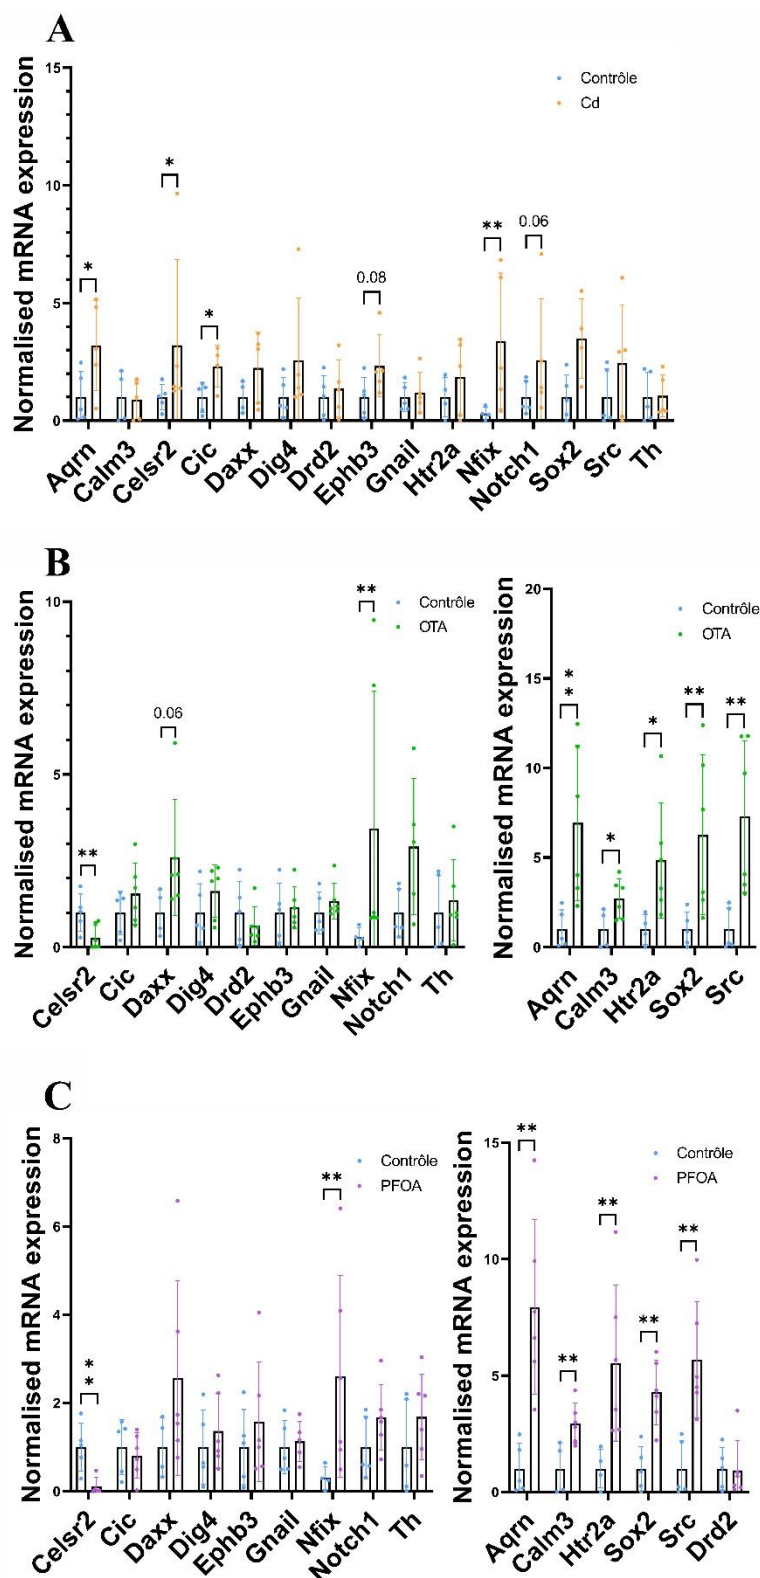 A
Normalised mRNA expression
15
10
5
0
Contrôle
Cd
*
*
*
0.08
**
0.06
Aqrn
Calm3
Celsr2
Cic
Daxx
Dig4
Drd2
Ephb3
Gnail
Htr2a
Nfix
Notch1
Sox2
Src
Th
B
Normalised mRNA expression
10
5
0
Contrôle
OTA
**
0.06
**
Celsr2
Cic
Daxx
Dig4
Drd2
Ephb3
Gnail
Nfix
Notch1
Th
Normalised mRNA expression
20
15
10
5
0
Contrôle
OTA
*
*
*
*
**
**
Aqrn
Calm3
Htr2a
Sox2
Src
C
Normalised mRNA expression
8
6
4
2
0
Contrôle
PFOA
*
*
**
Celsr2
Cic
Daxx
Dig4
Ephb3
Gnail
Nfix
Notch1
Th
Normalised mRNA expression
15
10
5
0
Contrôle
PFOA
**
**
**
**
**
Aqrn
Calm3
Htr2a
Sox2
Src
Drd2